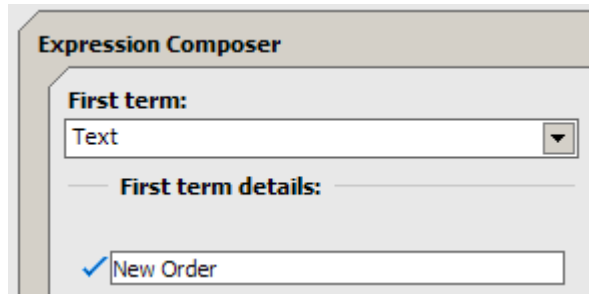 Expression Composer
First term:
Text
First term details:
New Order